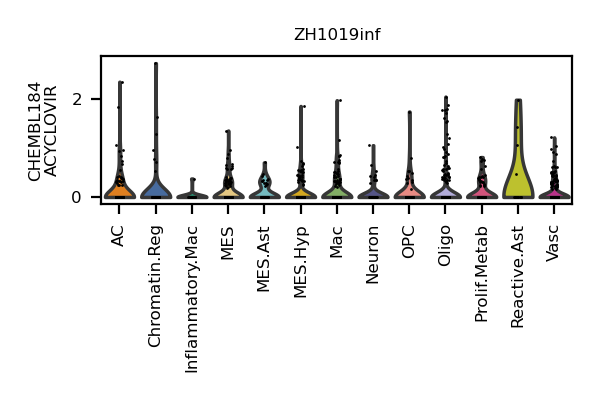 ZH1019inf
CHEMBL184
ACYCLOVIR
2
0
AC
Chromatin.Reg
Inflammatory.Mac
MES
MES.Ast
MES.Hyp
Mac
Neuron
OPC
Oligo
Prolif.Metab
Reactive.Ast
Vasc